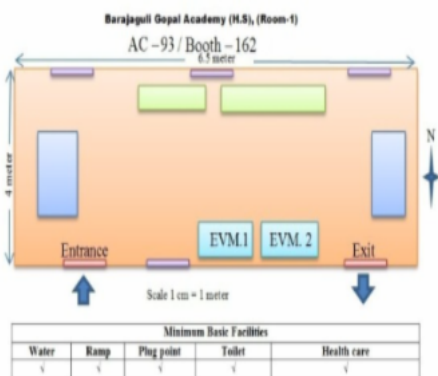 Barajaguli Gopal Academy (H.S), (Room-1)
AC –93 / Booth –162
6.5 meter
N
4 meter
EVM.1 EVM. 2
Entrance Exit
Scale 1 cm = 1 meter
Minimum Basic Facilities
Water Ramp Plug point Toilet Health care
√ √ √ √ √